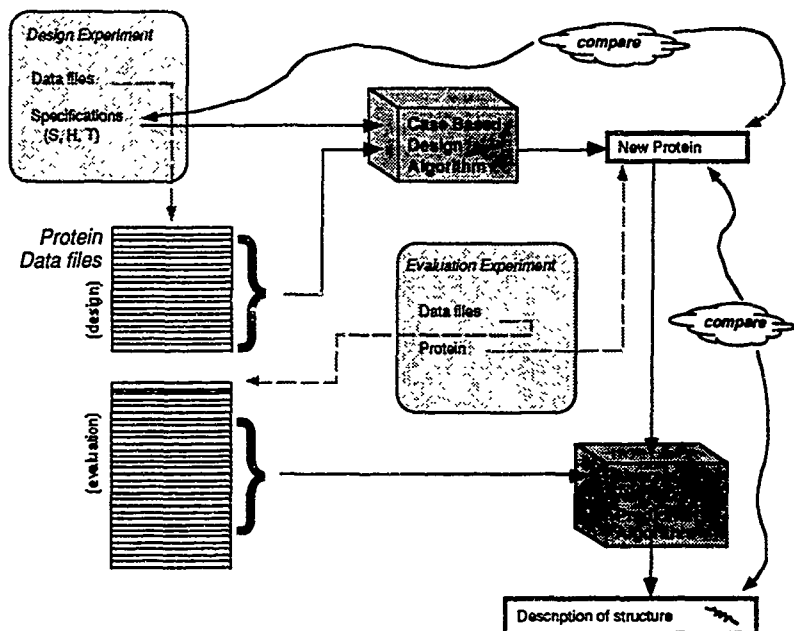 Design Experiment
Data files
Specifications
(S, H, T)
compare
Case Based
Design
Algorithm
New Protein
Protein
Data files
(design)
Evaluation Experiment
Data files
Protein
compare
(evaluation)
Description of structure